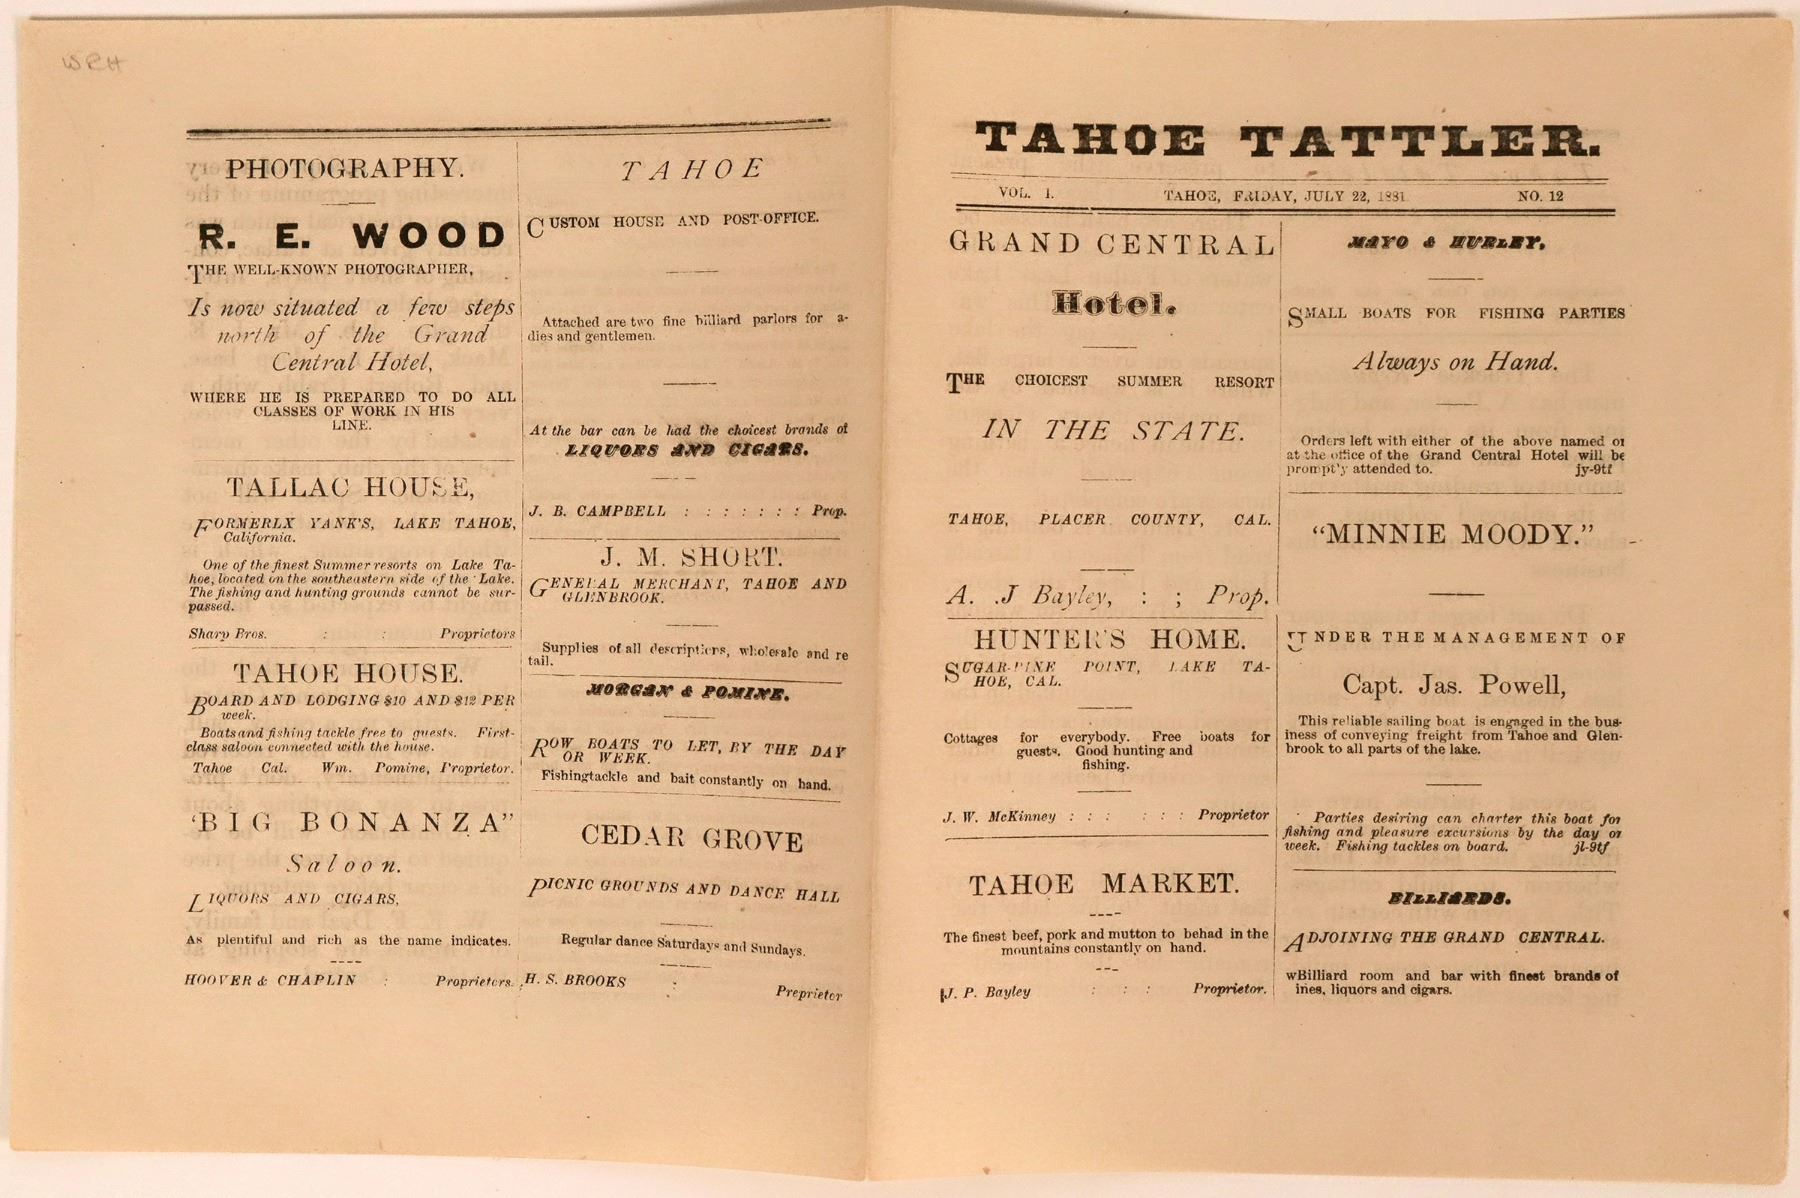 WRH
PHOTOGRAPHY.
R. E. WOOD
THE WELL-KNOWN PHOTOGRAPHER,
Is now situated a few steps
north of the Grand
Central Hotel,
WHERE HE IS PREPARED TO DO ALL
CLASSES OF WORK IN HIS
LINE.
TALLAC HOUSE,
FORMERLX YANK'S, LAKE TAHOE,
California.
One of the finest Summer resorts on Lake Ta-
hoe, located on the southeastern side of the Lake.
The fishing and hunting grounds cannot be sur-
passed.
Sharp Bros. : : Proprietors
TAHOE HOUSE.
BOARD AND LODGING $10 AND $12 PER
week.
Boats and fishing tackle free to guests. First-
class saloon connected with the house.
Tahoe Cal. Wm. Pomine, Proprietor.
'BIG BONANZA"
Saloon.
LIQUORS AND CIGARS,
As plentiful and rich as the name indicates.
HOOVER & CHAPLIN : Proprietors.
TAHOE
CUSTOM HOUSE AND POST-OFFICE.
Attached are two fine billiard parlors for a-
dies and gentlemen.
At the bar can be had the choicest brands of
LIQUORS AND CIGARS.
J. B. CAMPBELL : : : : : : : Prop.
J. M. SHORT.
GENERAL MERCHANT, TAHOE AND
GLENBROOK.
Supplies of all descriptions, wholesale and re
tail.
MORGAN & POMINE.
ROW BOATS TO LET, BY THE DAY
OR WEEK.
Fishingtackle and bait constantly on hand.
CEDAR GROVE
PICNIC GROUNDS AND DANCE HALL
Regular dance Saturdays and Sundays.
H. S. BROOKS : Preprietor
TAHOE TATTLER.
VOL. 1. TAHOE, FRIDAY, JULY 22, 1881 NO. 12
GRAND CENTRAL
Hotel.
THE CHOICEST SUMMER RESORT
IN THE STATE.
TAHOE, PLACER COUNTY, CAL.
A. .J Bayley, : ; Prop.
HUNTER'S HOME.
SUGAR-PINE POINT, LAKE TA-
HOE, CAL.
Cottages for everybody. Free boats for
guests. Good hunting and
fishing.
J. W. McKinney : : : : : : Proprietor
TAHOE MARKET.
The finest beef, pork and mutton to behad in the
mountains constantly on hand.
J. P. Bayley : : : Proprietor.
MAYO & HURLEY.
SMALL BOATS FOR FISHING PARTIES
Always on Hand.
Orders left with either of the above named or
at the office of the Grand Central Hotel will be
prompt'y attended to. jy-9tf
"MINNIE MOODY."
UNDER THE MANAGEMENT OF
Capt. Jas. Powell,
This reliable sailing boat is engaged in the bus-
iness of conveying freight from Tahoe and Glen-
brook to all parts of the lake.
Parties desiring can charter this boat for
fishing and pleasure excursions by the day or
week. Fishing tackles on board. jl-9tf
BILLIARDS.
ADJOINING THE GRAND CENTRAL.
wBilliard room and bar with finest brands of
ines, liquors and cigars.